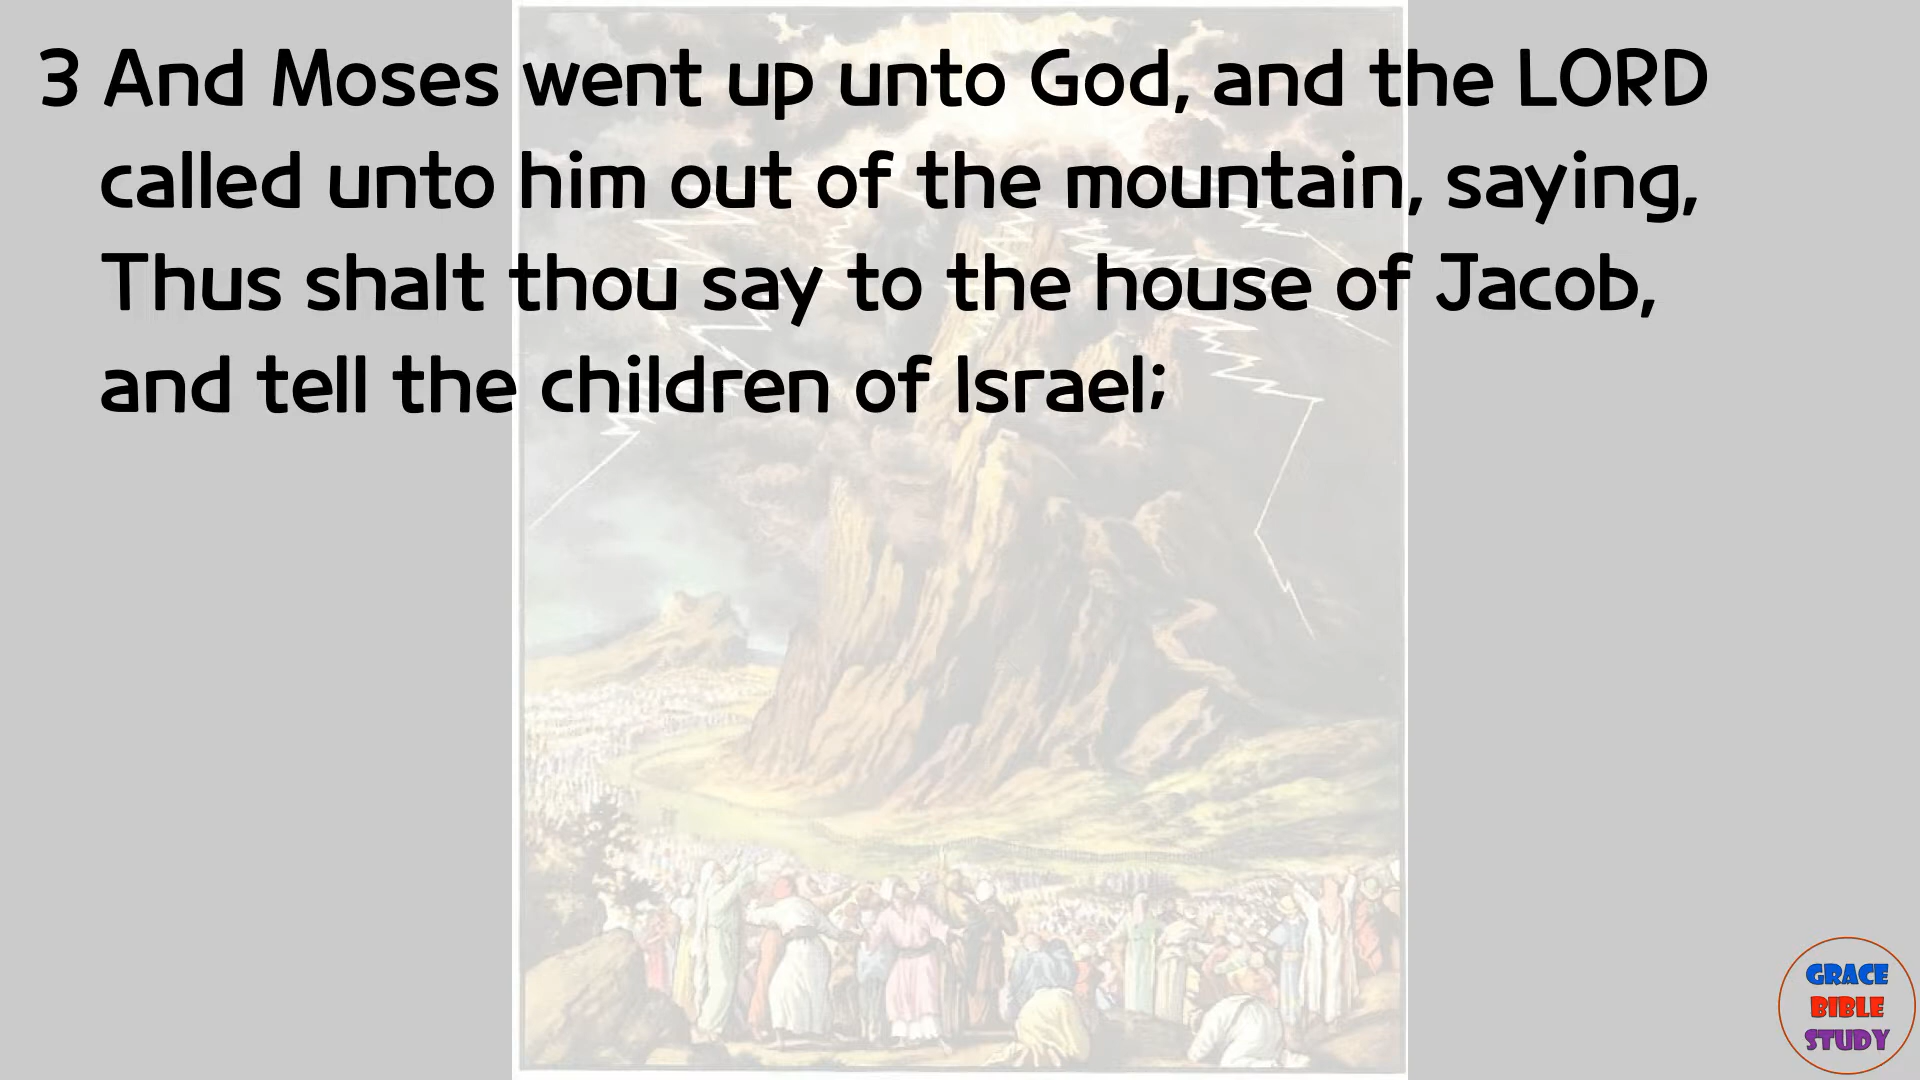 3 And Moses went up unto God, and the LORD
called unto him out of the mountain, saying,
Thus shalt thou say to the house of Jacob,
and tell the children of Israel;
GRACE
BIBLE
STUDY